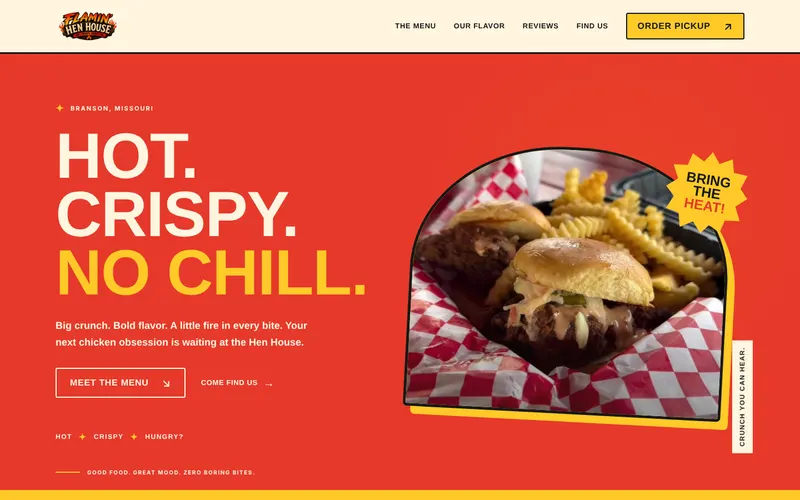 FLAMIN'
HEN HOUSE
THE MENU
OUR FLAVOR
REVIEWS
FIND US
ORDER PICKUP ↗
BRANSON, MISSOURI
HOT.
CRISPY.
NO CHILL.
BRING
THE
HEAT!
Big crunch. Bold flavor. A little fire in every bite. Your
next chicken obsession is waiting at the Hen House.
MEET THE MENU ↘
COME FIND US →
CRUNCH YOU CAN HEAR.
HOT ✦ CRISPY ✦ HUNGRY?
GOOD FOOD. GREAT MOOD. ZERO BORING BITES.